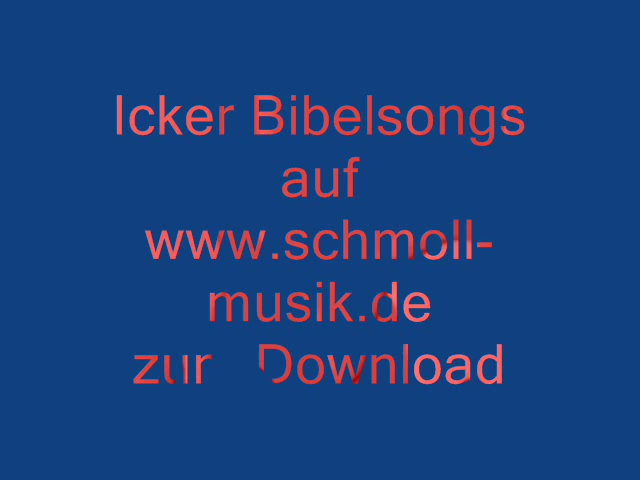 Icker Bibelsongs
auf
www.schmoll-
musik.de
zur Download